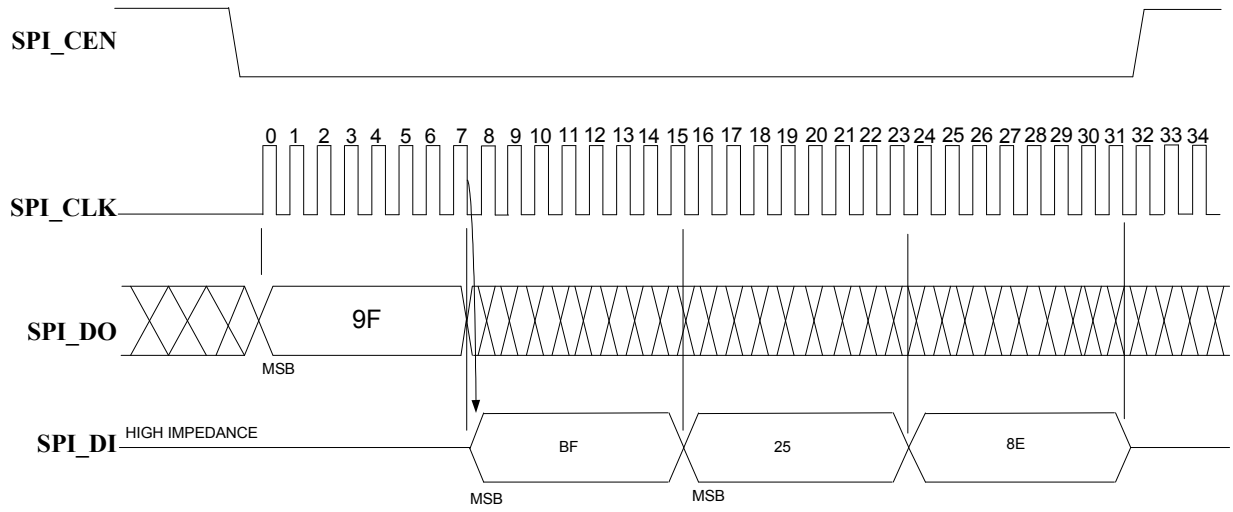 SPI_CEN
0 1 2 3 4 5 6 7 8 9 10 11 12 13 14 15 16 17 18 19 20 21 22 23 24 25 26 27 28 29 30 31 32 33 34
SPI_CLK
9F
SPI_DO
MSB
HIGH IMPEDANCE
SPI_DI
BF 25 8E
MSB MSB